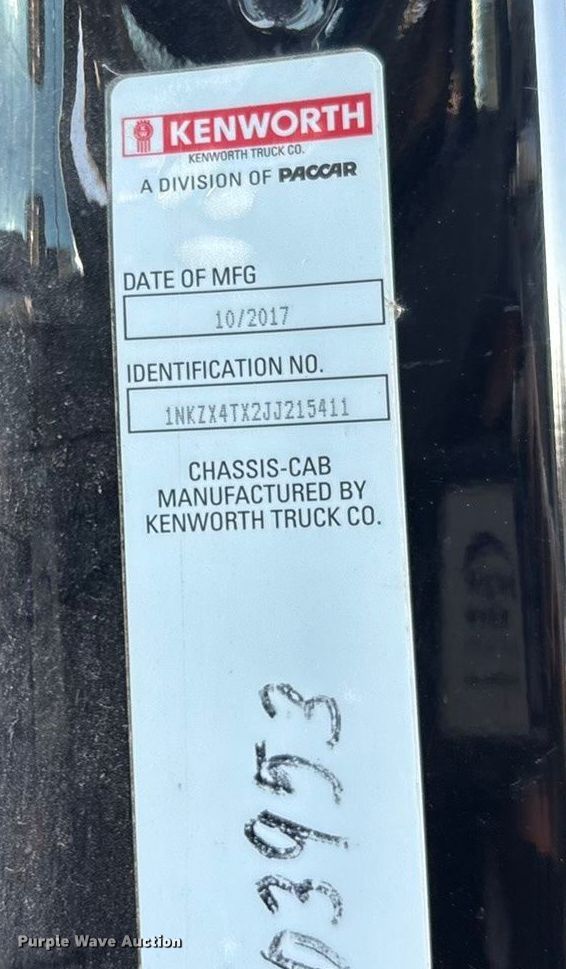 KENWORTH
KENWORTH TRUCK CO.
A DIVISION OF PACCAR
DATE OF MFG
10/2017
IDENTIFICATION NO.
1NKZX4TX2JJ215411
CHASSIS-CAB
MANUFACTURED BY
KENWORTH TRUCK CO.
03953
Purple Wave Auction